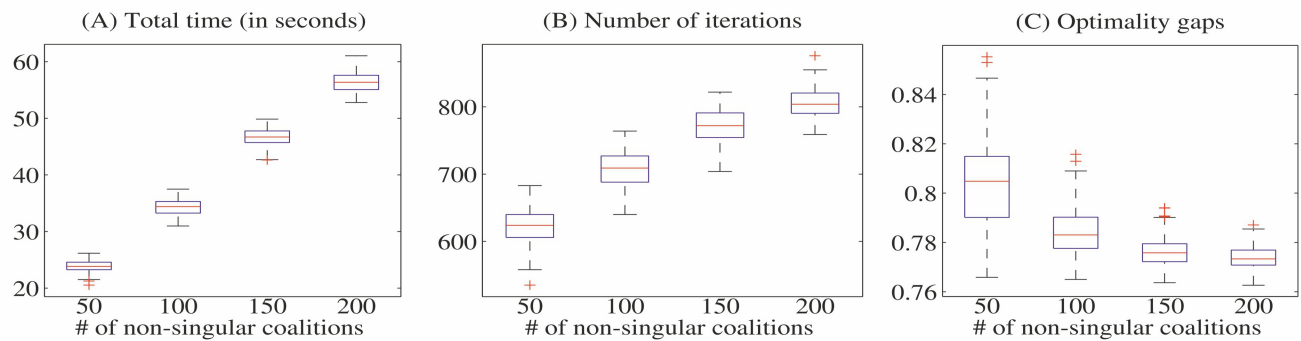 (A) Total time (in seconds)
60
50
40
30
20
50 100 150 200
# of non-singular coalitions
(B) Number of iterations
800
700
600
50 100 150 200
# of non-singular coalitions
(C) Optimality gaps
0.84
0.82
0.8
0.78
0.76
50 100 150 200
# of non-singular coalitions